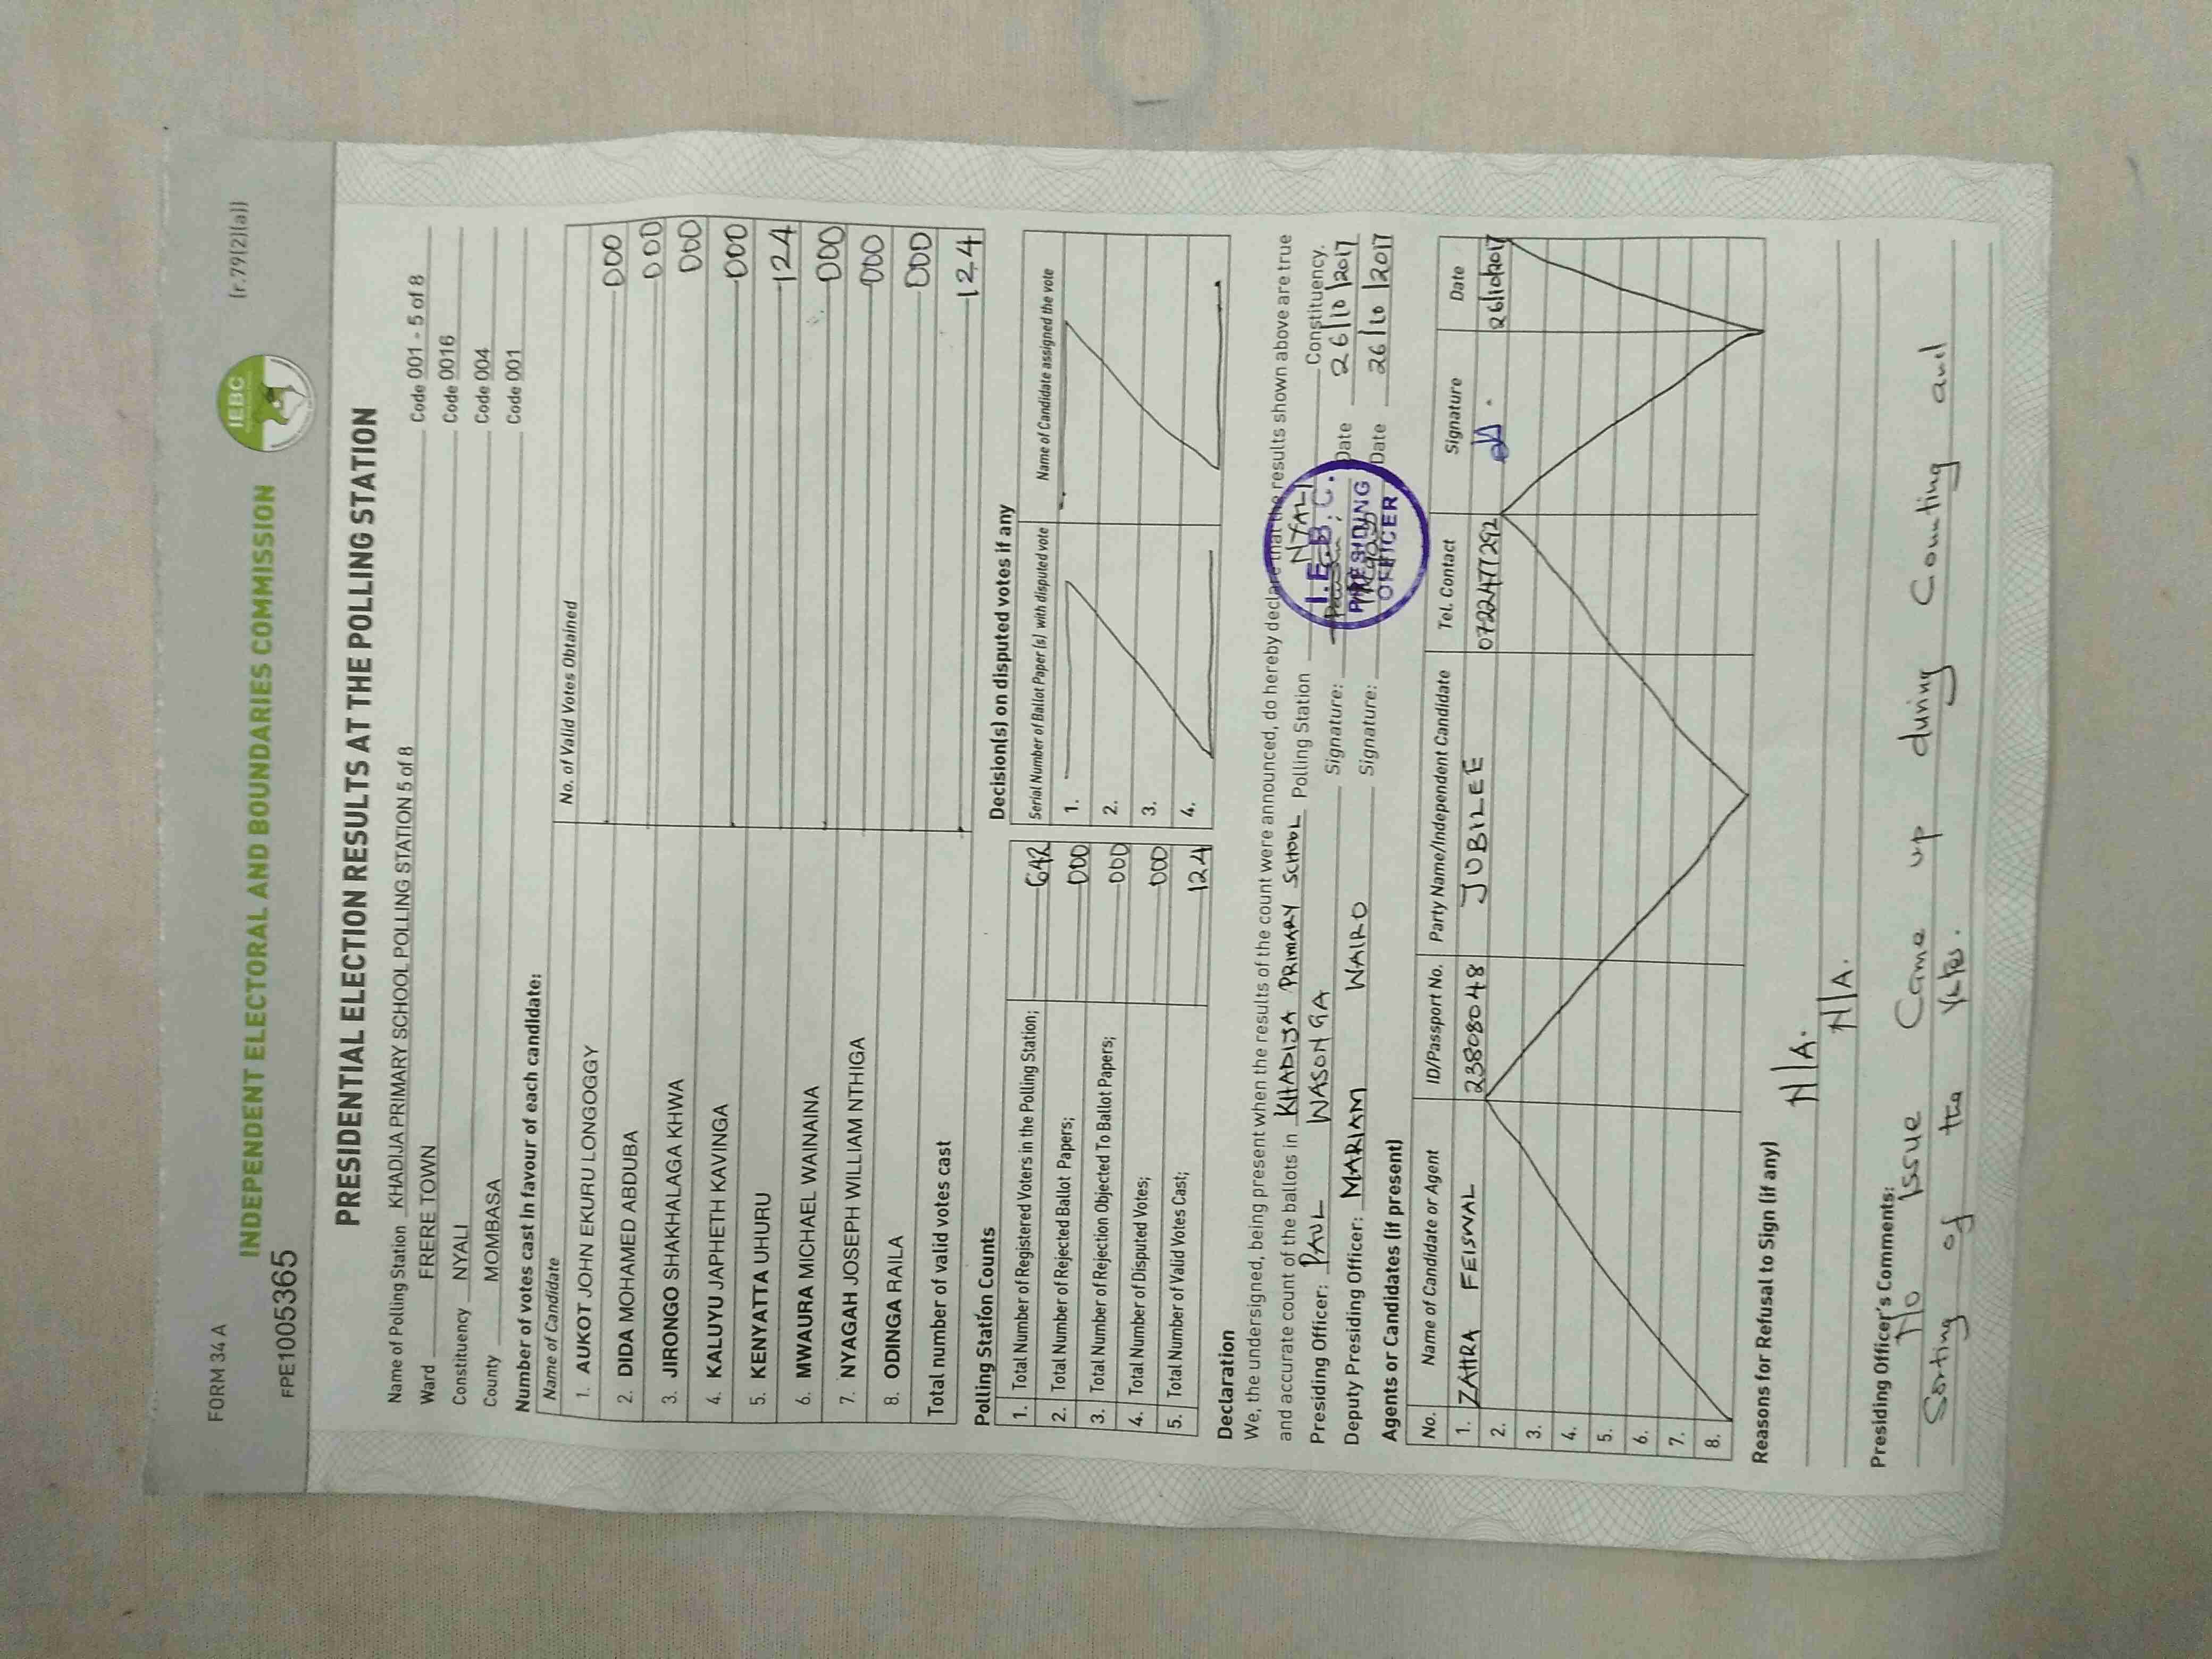 FORM 34 A
(r.79(2)(a))
IEBC
INDEPENDENT ELECTORAL AND BOUNDARIES COMMISSION
FPE1005365
PRESIDENTIAL ELECTION RESULTS AT THE POLLING STATION
Name of Polling Station KHADIJA PRIMARY SCHOOL POLLING STATION 5 of 8 Code 001 - 5 of 8
Ward FRERE TOWN Code 0016
Constituency NYALI Code 004
County MOMBASA Code 001
Number of votes cast in favour of each candidate:
Name of Candidate No. of Valid Votes Obtained
1. AUKOT JOHN EKURU LONGOGGY 000
2. DIDA MOHAMED ABDUBA 000
3. JIRONGO SHAKHALAGA KHWA 000
4. KALUYU JAPHETH KAVINGA 000
5. KENYATTA UHURU 124
6. MWAURA MICHAEL WAINAINA 000
7. NYAGAH JOSEPH WILLIAM NTHIGA 000
8. ODINGA RAILA 000
Total number of valid votes cast 124
Polling Station Counts
1. Total Number of Registered Voters in the Polling Station; 642
2. Total Number of Rejected Ballot Papers; 000
3. Total Number of Rejection Objected To Ballot Papers; 000
4. Total Number of Disputed Votes; 000
5. Total Number of Valid Votes Cast; 124
Decision(s) on disputed votes if any
Serial Number of Ballot Paper (s) with disputed vote Name of Candidate assigned the vote
1.
2.
3.
4.
Declaration
We, the undersigned, being present when the results of the count were announced, do hereby declare that the results shown above are true
and accurate count of the ballots in KHADIJA PRIMARY SCHOOL Polling Station NYALI Constituency.
Presiding Officer: PAUL WASONGA Signature: Date 26/10/2017
Deputy Presiding Officer: MARIAM WAIRO Signature: Date 26/10/2017
I.E.B.C.
PRESIDING
OFFICER
Agents or Candidates (if present)
No. Name of Candidate or Agent ID/Passport No. Party Name/Independent Candidate Tel. Contact Signature Date
1. ZAHRA FEISWAL 23808048 JUBILEE 0722477292 26/10/2017
2.
3.
4.
5.
6.
7.
8.
Reasons for Refusal to Sign (if any)
N/A.
N/A.
Presiding Officer's Comments:
No issue Came up during Counting and
Sorting of the Votes.